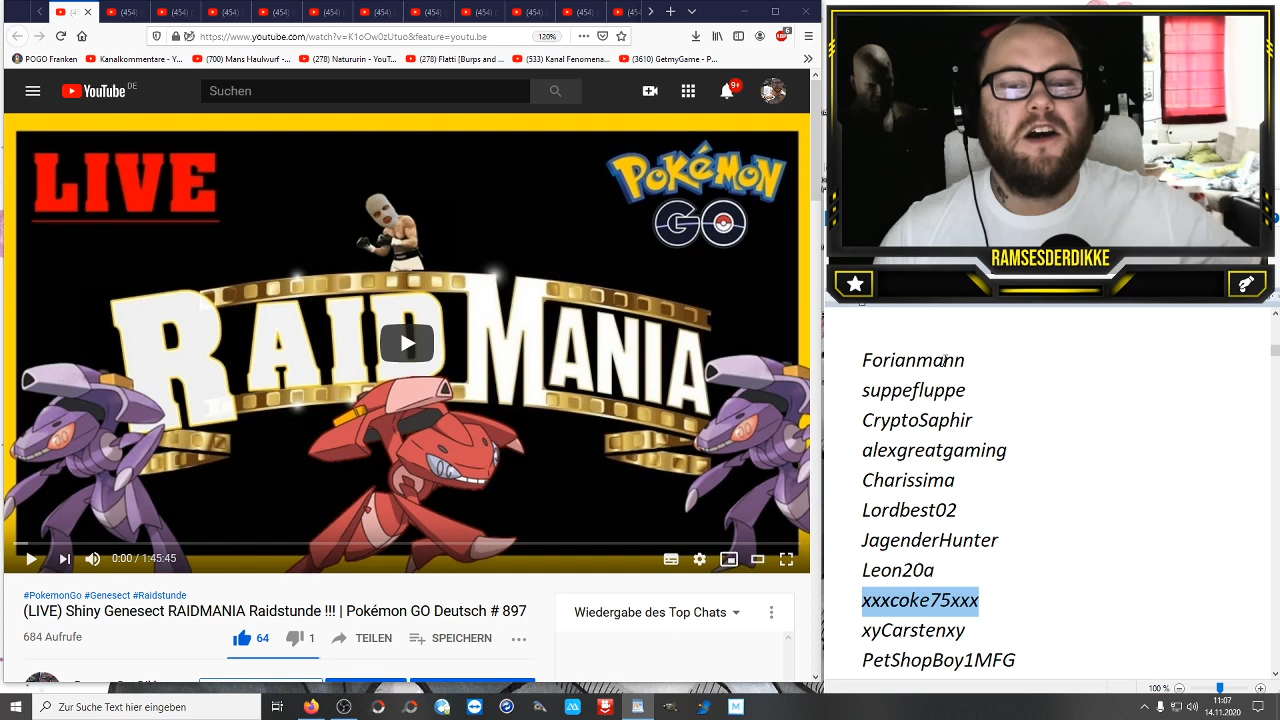 https://www.youtube.com/watch?v=K1oOw0zUtuo&feature=youtu.be
120%
POGO Franken
Kanalkommentare - Y...
(700) Mans Haulwurf -...
(278) Naturürin - YouT...
(278) Flatti (Burps and ...
(533) Kanal Fenomena...
(3610) GetmyGame - P...
YouTube DE
Suchen
9+
LIVE
POKÉMON GO
RAID MANIA
0:00 / 1:45:45
#PokemonGo #Genesect #Raidstunde
(LIVE) Shiny Genesect RAIDMANIA Raidstunde !!! | Pokémon GO Deutsch # 897
684 Aufrufe
64
1
TEILEN
SPEICHERN
Wiedergabe des Top Chats
RAMSESDERDIKKE
Forianmann
suppefluppe
CryptoSaphir
alexgreatgaming
Charissima
Lordbest02
JagenderHunter
Leon20a
xxxcoke75xxx
xyCarstenxy
PetShopBoy1MFG
100 %
Zur Suche Text hier eingeben
11:07
14.11.2020